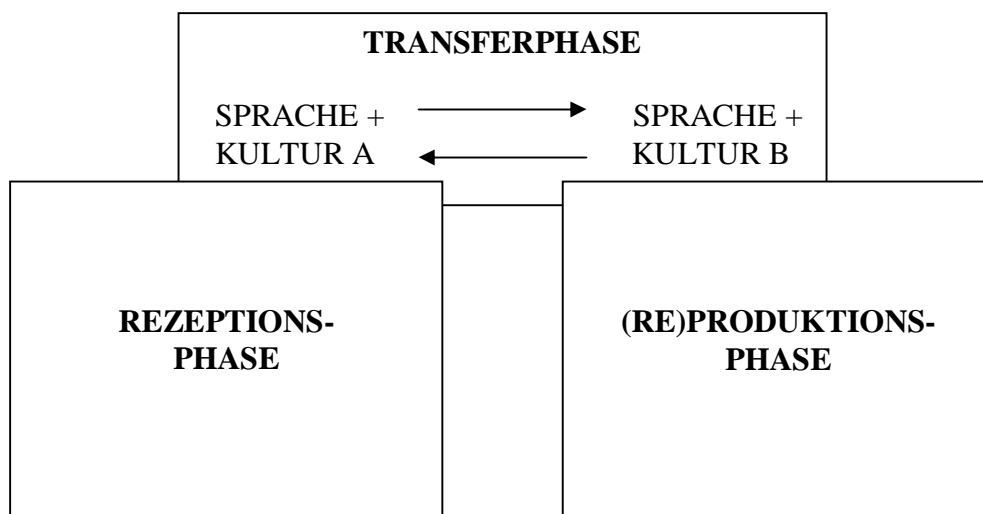 TRANSFERPHASE
SPRACHE +
KULTUR A
SPRACHE +
KULTUR B
REZEPTIONS-
PHASE
(RE)PRODUKTIONS-
PHASE